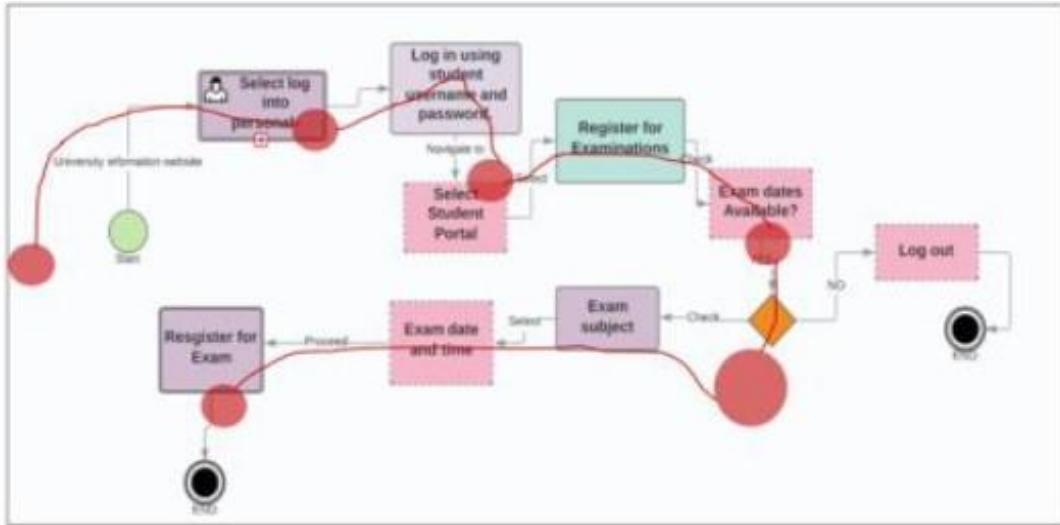 Select log
into
personal
Log in using
student
username and
password
University information website
Start
Navigate to
Select
Student
Portal
Register for
Examinations
Check
Exam dates
Available?
Log out
NO
END
Check
Exam
subject
Select
Exam date
and time
Proceed
Resgister for
Exam
END